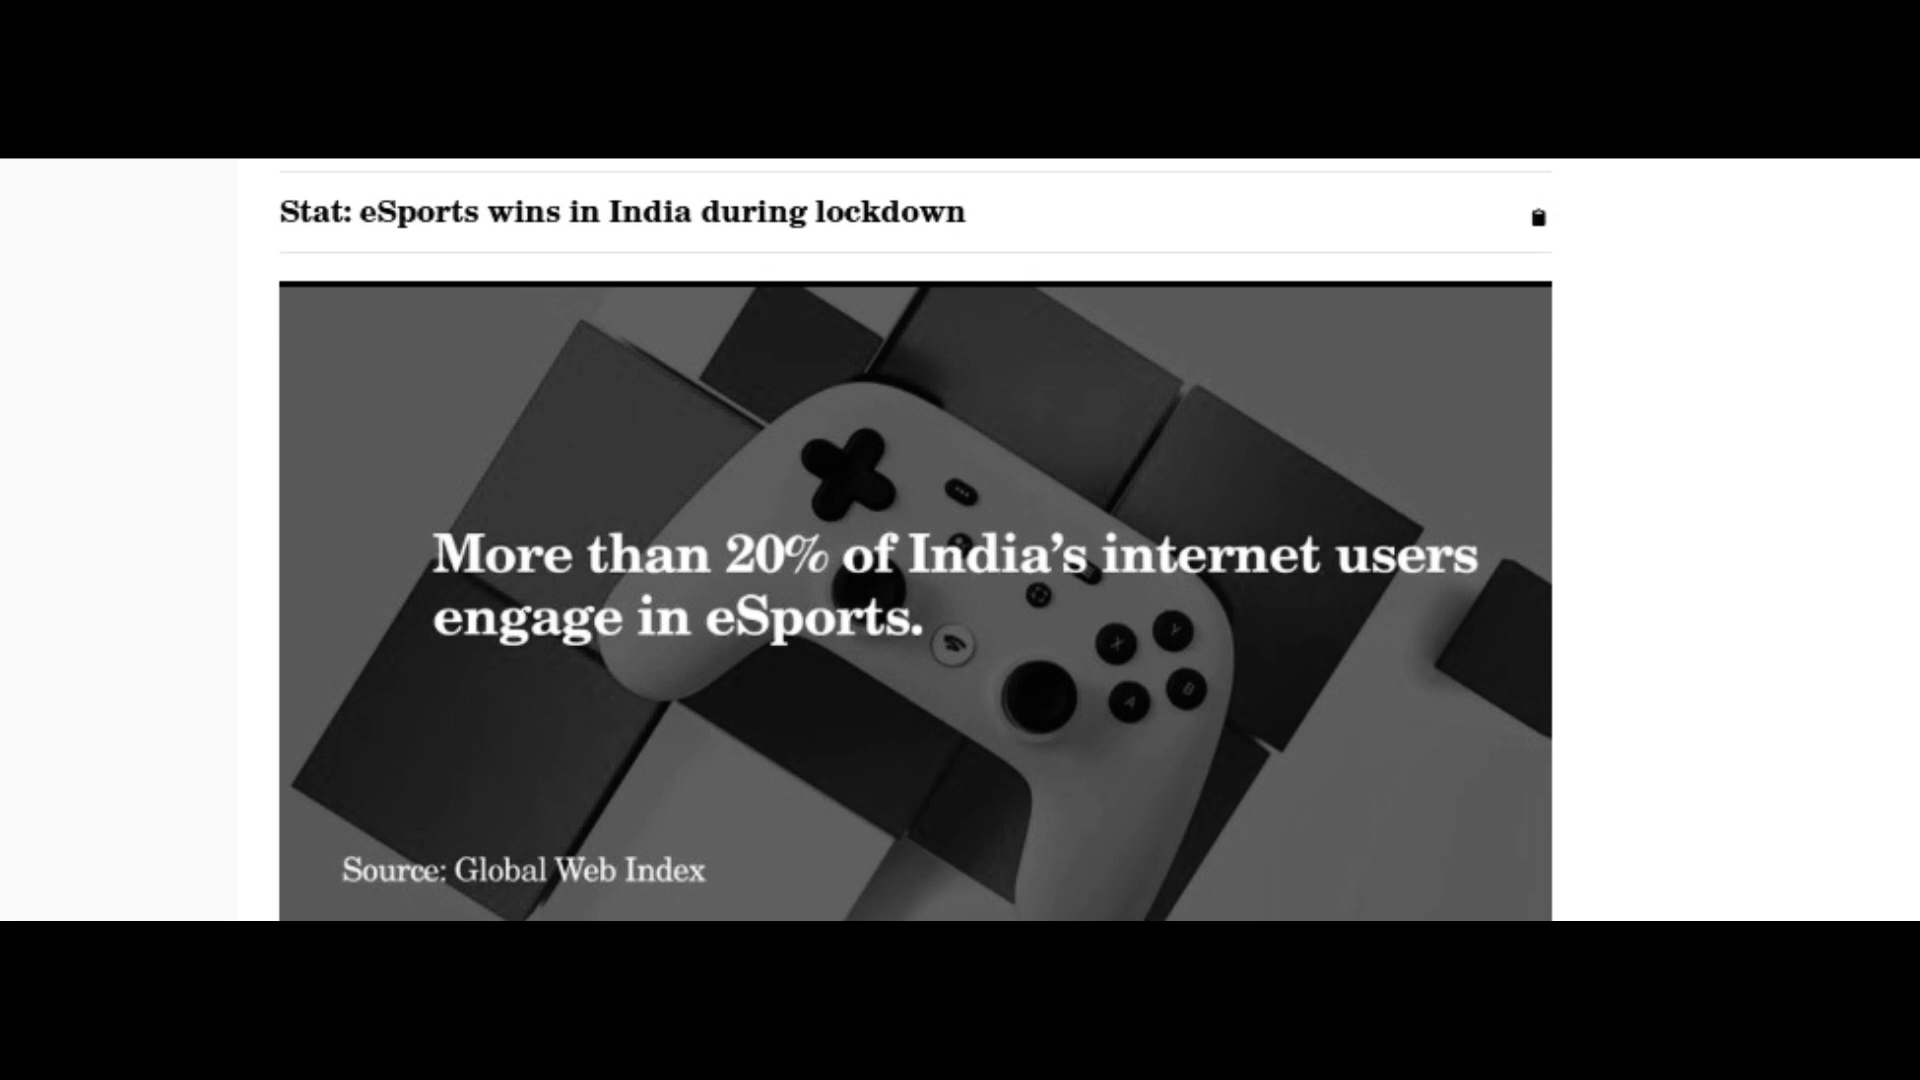 Stat: eSports wins in India during lockdown
More than 20% of India’s internet users
engage in eSports.
Y
X
B
A
Source: Global Web Index